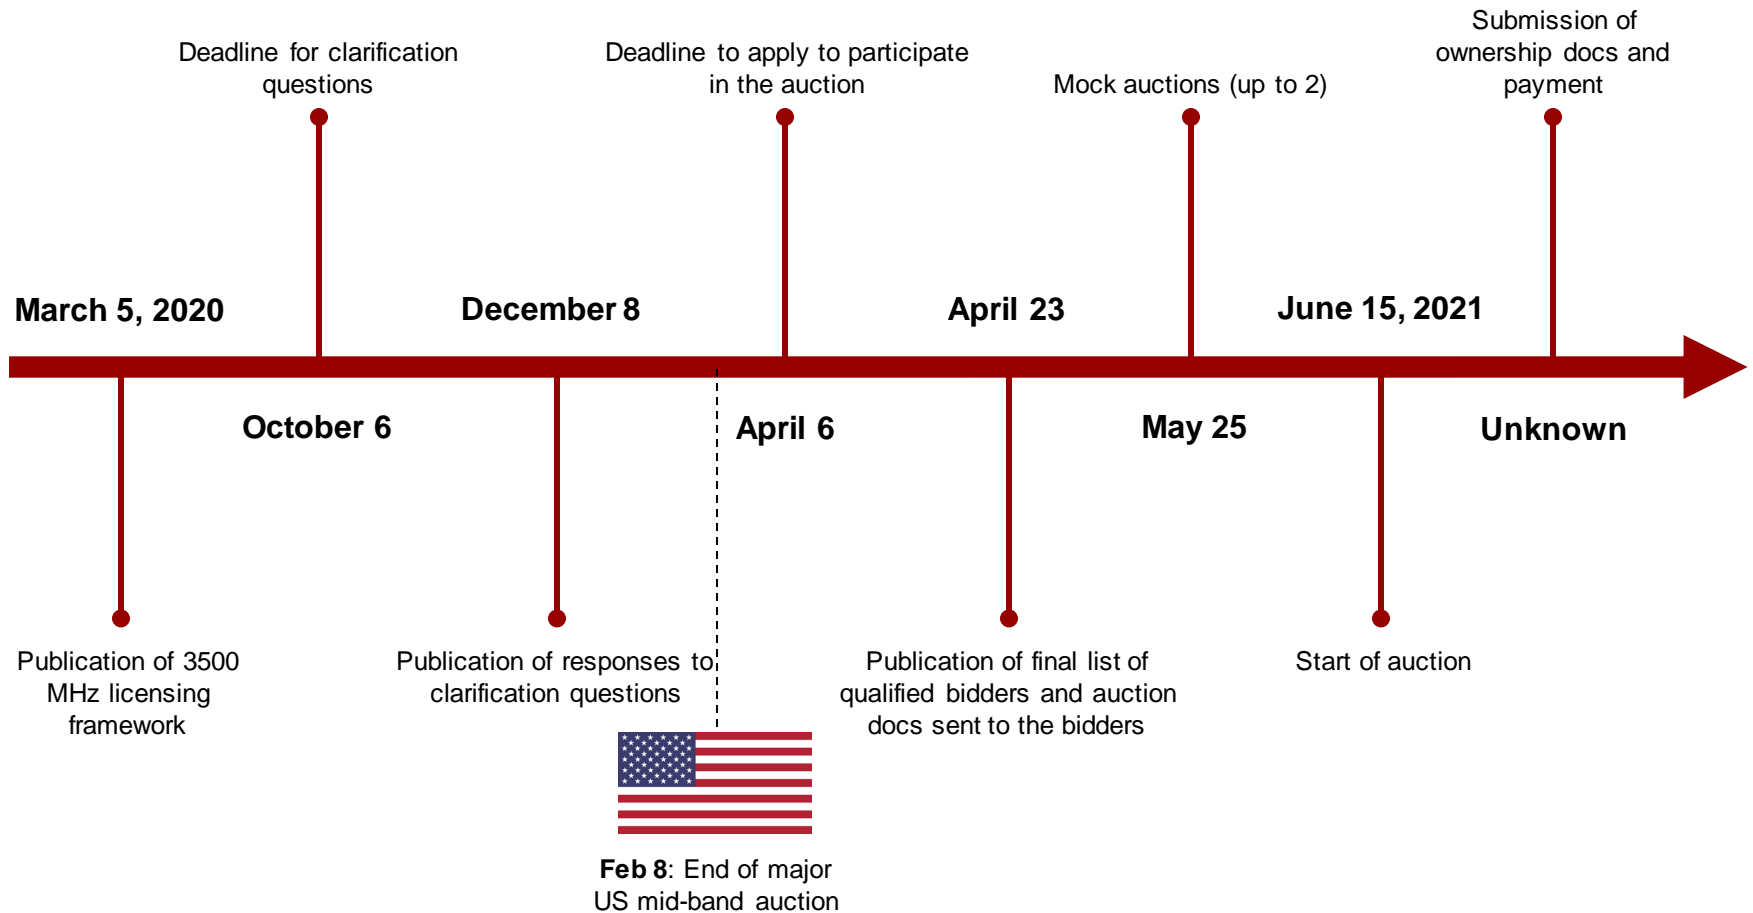 Submission of
ownership docs and
payment
Deadline for clarification
questions
Deadline to apply to participate
in the auction
Mock auctions (up to 2)
March 5, 2020
December 8
April 23
June 15, 2021
October 6
April 6
May 25
Unknown
Publication of 3500
MHz licensing
framework
Publication of responses to
clarification questions
Publication of final list of
qualified bidders and auction
docs sent to the bidders
Start of auction
Feb 8: End of major
US mid-band auction